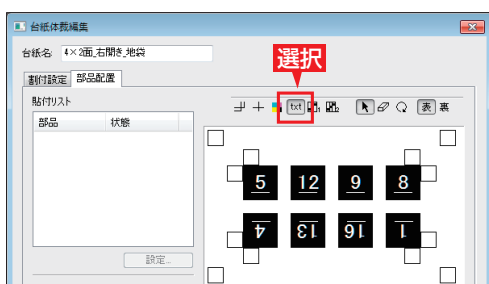 台紙体裁編集
台紙名: 4×2面_右開き_地袋
選択
割付設定 部品配置
貼付リスト
txt 表 裏
部品 状態
5 12 9 8
4 13 16 1
設定...